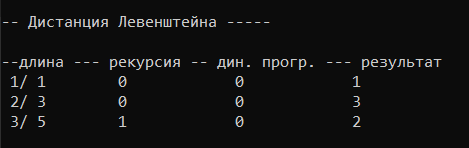 -- Дистанция Левенштейна -----
--длина --- рекурсия -- дин. прогр. --- результат
1/ 1 0 0 1
2/ 3 0 0 3
3/ 5 1 0 2